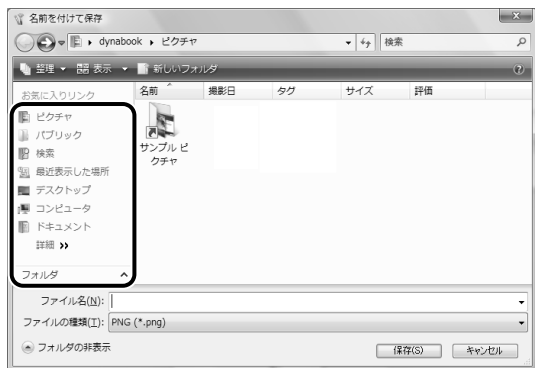 名前を付けて保存
dynabook ピクチャ 検索
整理 表示 新しいフォルダ
お気に入りリンク
名前 撮影日 タグ サイズ 評価
ピクチャ
パブリック
検索
最近表示した場所
デスクトップ
コンピュータ
ドキュメント
詳細 »
フォルダ
サンプル ピ
クチャ
ファイル名(N):
ファイルの種類(T): PNG (*.png)
フォルダの非表示 保存(S) キャンセル